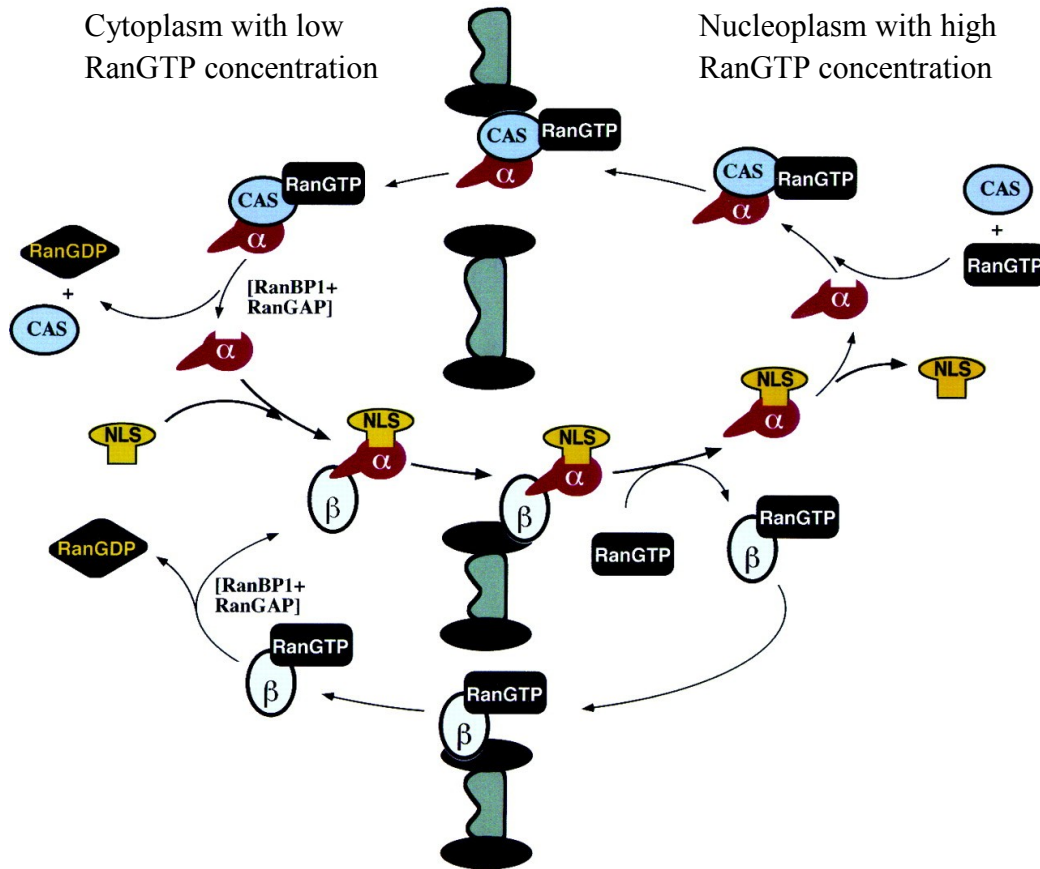 Cytoplasm with low
RanGTP concentration
Nucleoplasm with high
RanGTP concentration
CAS
RanGTP
α
CAS
RanGTP
α
CAS
RanGTP
α
CAS
+
RanGTP
RanGDP
+
CAS
[RanBP1+
RanGAP]
α
α
NLS
α
NLS
NLS
NLS
α
β
NLS
α
β
RanGTP
RanGTP
β
RanGDP
[RanBP1+
RanGAP]
RanGTP
β
RanGTP
β